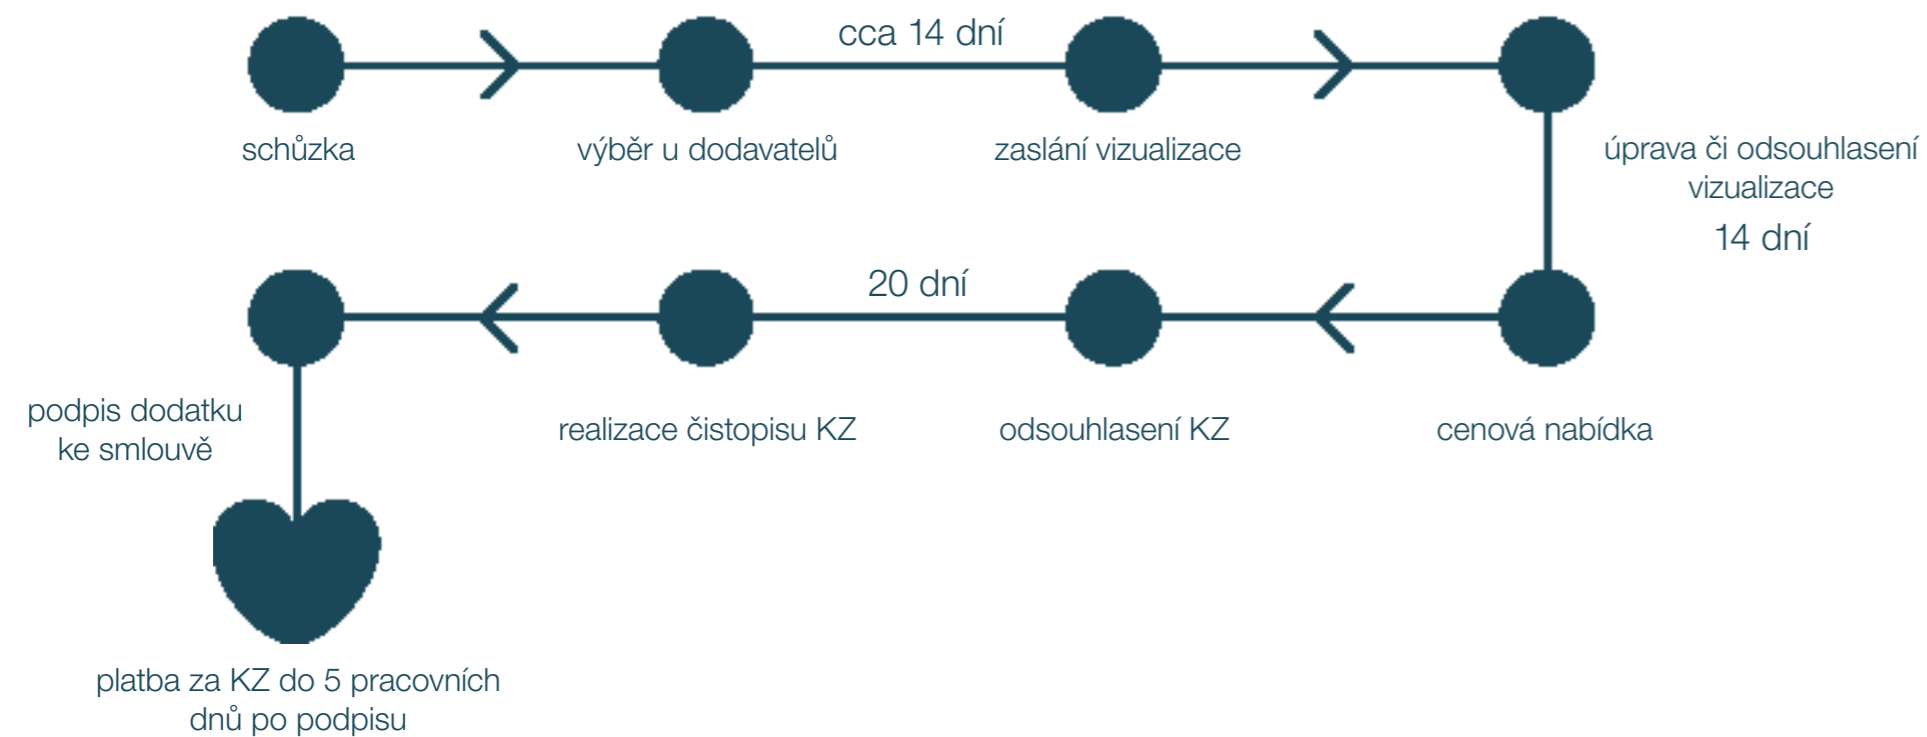 cca 14 dní
schůzka
výběr u dodavatelů
zaslání vizualizace
úprava či odsouhlasení
vizualizace
14 dní
20 dní
podpis dodatku
ke smlouvě
realizace čistopisu KZ
odsouhlasení KZ
cenová nabídka
platba za KZ do 5 pracovních
dnů po podpisu